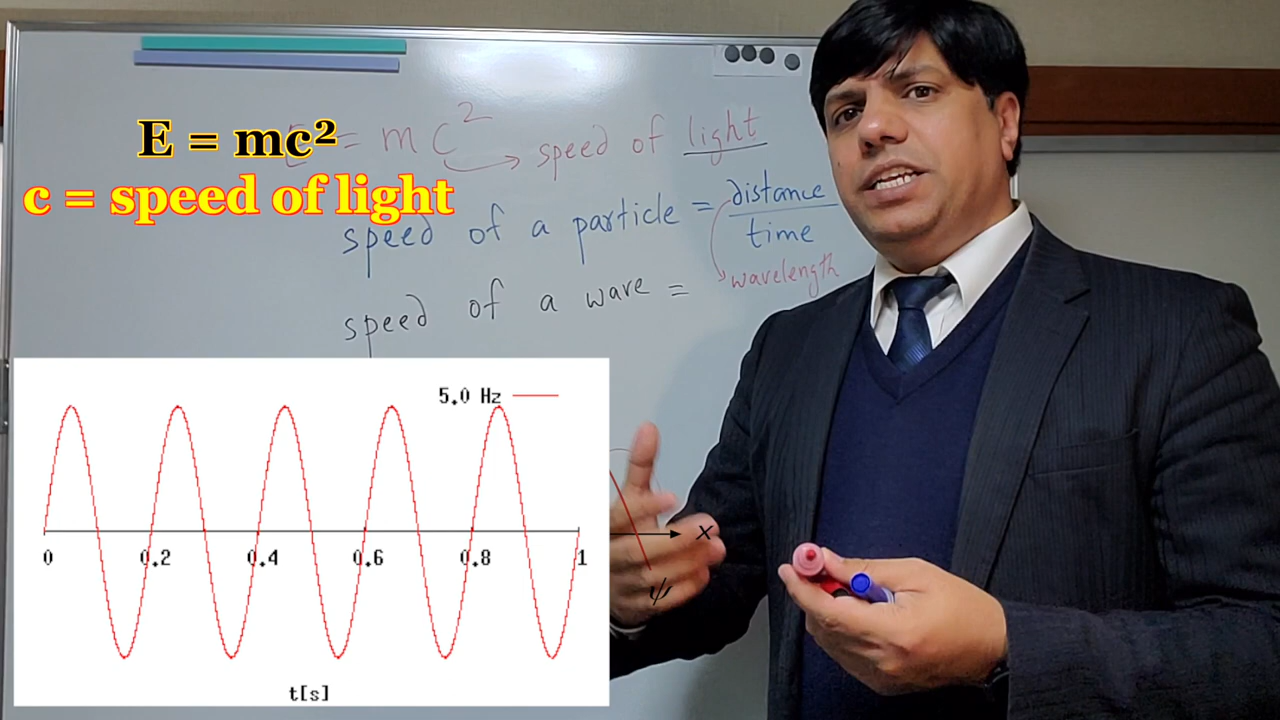 E = mc²
c = speed of light
= mc² → speed of light
speed of a particle = distance
time
wavelength
speed of a wave =
5.0 Hz
0 0.2 0.4 0.6 0.8 1
t[s]
x
ψ